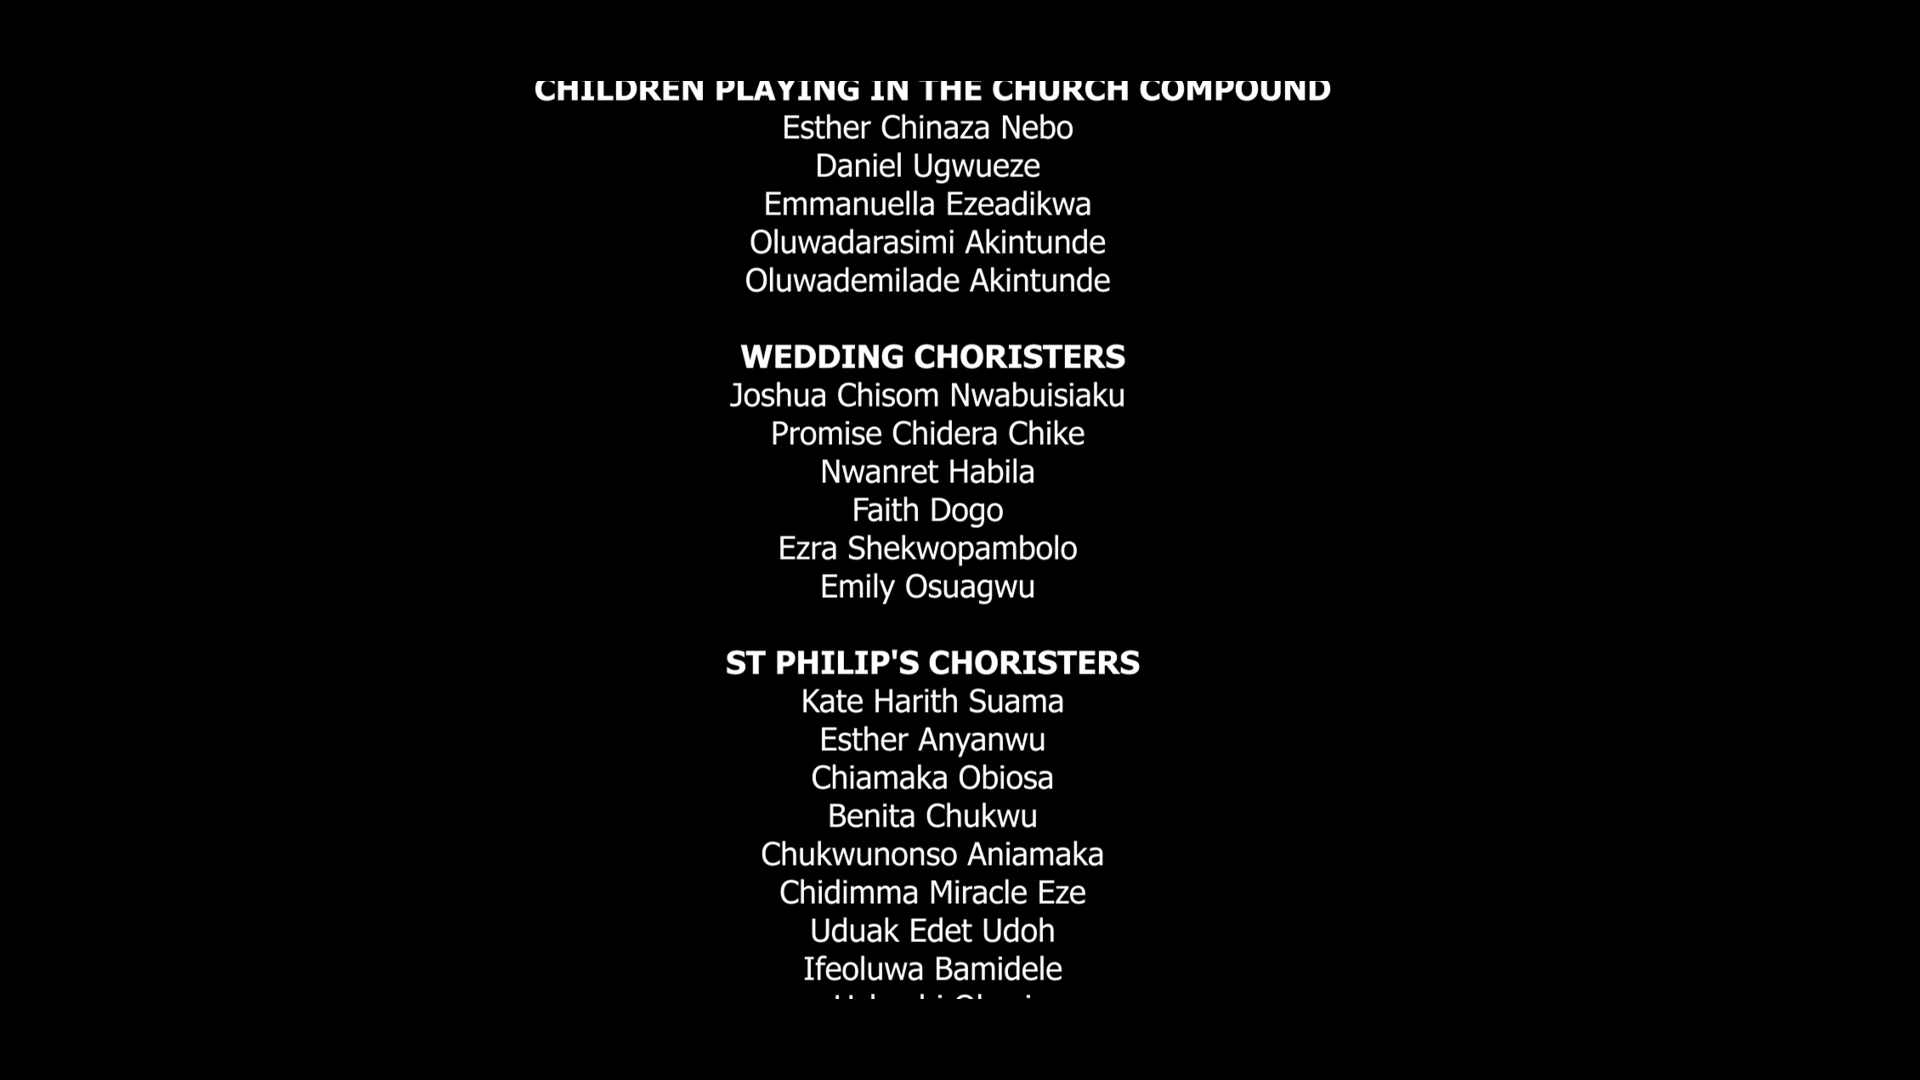 CHILDREN PLAYING IN THE CHURCH COMPOUND
Esther Chinaza Nebo
Daniel Ugwueze
Emmanuella Ezeadikwa
Oluwadarasimi Akintunde
Oluwademilade Akintunde
WEDDING CHORISTERS
Joshua Chisom Nwabuisiaku
Promise Chidera Chike
Nwanret Habila
Faith Dogo
Ezra Shekwopambolo
Emily Osuagwu
ST PHILIP'S CHORISTERS
Kate Harith Suama
Esther Anyanwu
Chiamaka Obiosa
Benita Chukwu
Chukwunonso Aniamaka
Chidimma Miracle Eze
Uduak Edet Udoh
Ifeoluwa Bamidele